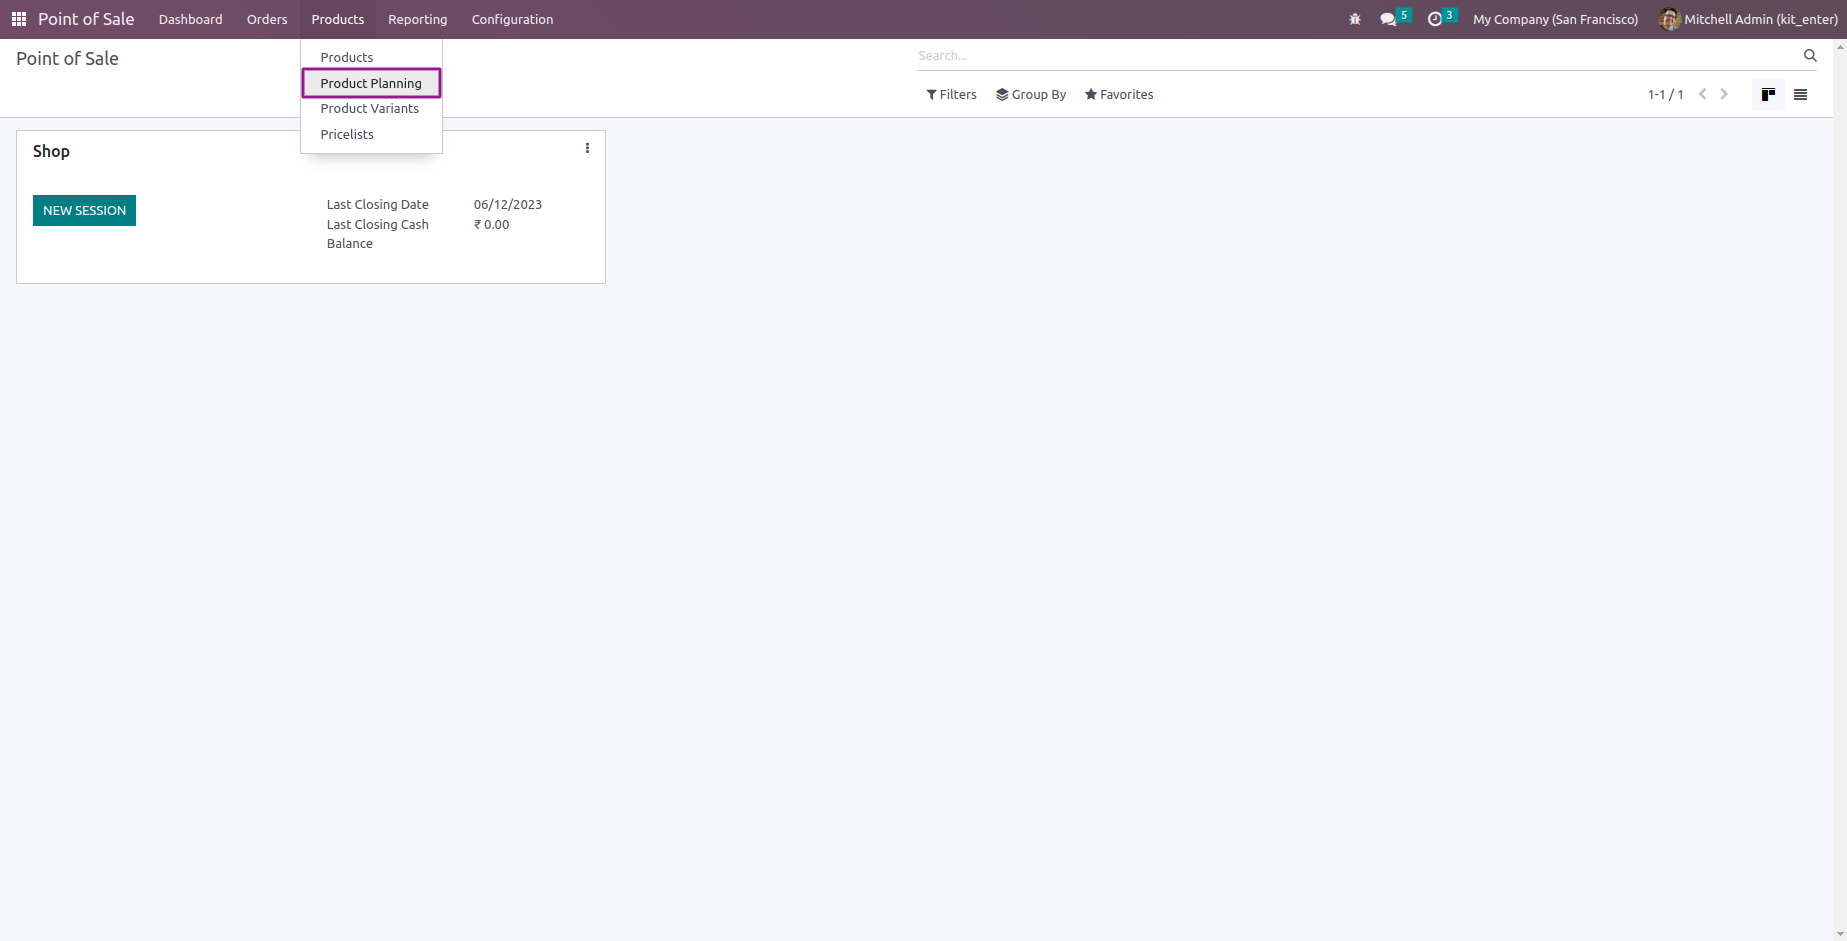 Point of Sale Dashboard Orders Products Reporting Configuration 5 3 My Company (San Francisco) Mitchell Admin (kit_enter)
Point of Sale
Search...
Products
Product Planning
Product Variants
Pricelists
Filters Group By Favorites 1-1 / 1
Shop
NEW SESSION
Last Closing Date 06/12/2023
Last Closing Cash ₹ 0.00
Balance